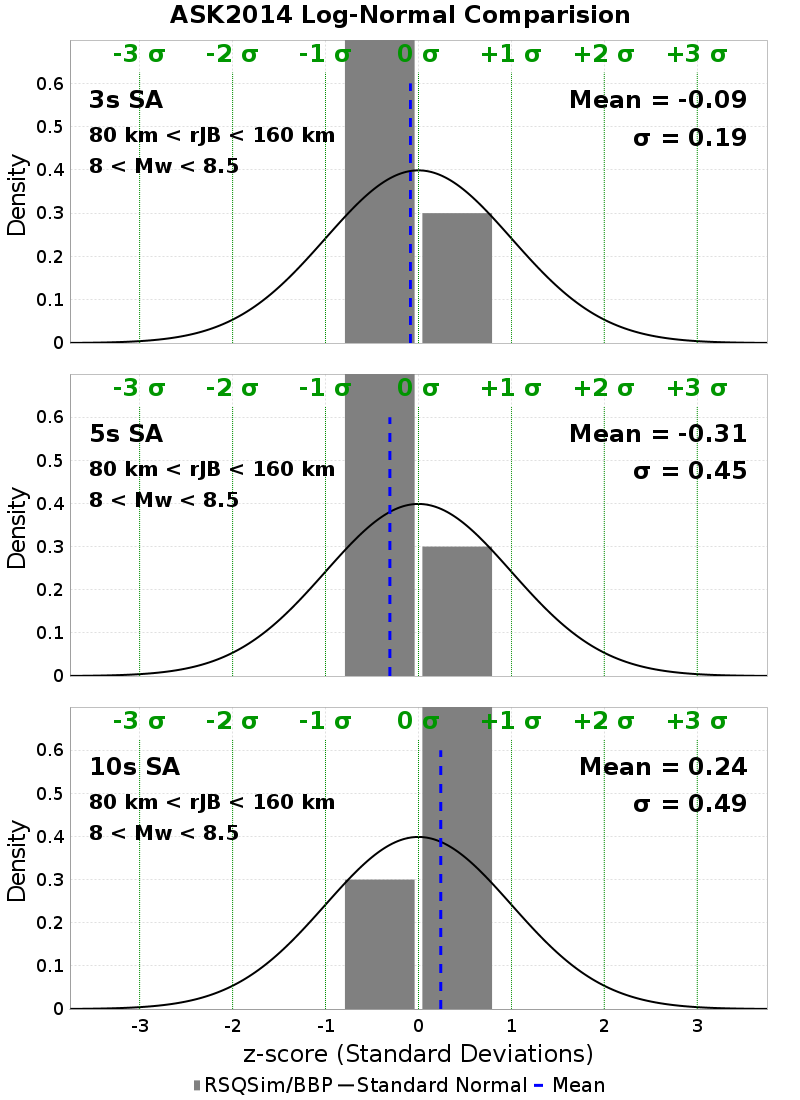 ASK2014 Log-Normal Comparision
-3 σ -2 σ -1 σ 0 σ +1 σ +2 σ +3 σ
0.6
3s SA
Mean = -0.09
0.5
80 km < rJB < 160 km
σ = 0.19
8 < Mw < 8.5
0.4
Density
0.3
0.2
0.1
0
-3 σ -2 σ -1 σ 0 σ +1 σ +2 σ +3 σ
0.6
5s SA
Mean = -0.31
0.5
80 km < rJB < 160 km
σ = 0.45
8 < Mw < 8.5
0.4
Density
0.3
0.2
0.1
0
-3 σ -2 σ -1 σ 0 σ +1 σ +2 σ +3 σ
0.6
10s SA
Mean = 0.24
0.5
80 km < rJB < 160 km
σ = 0.49
8 < Mw < 8.5
0.4
Density
0.3
0.2
0.1
0
-3 -2 -1 0 1 2 3
z-score (Standard Deviations)
RSQSim/BBP Standard Normal Mean